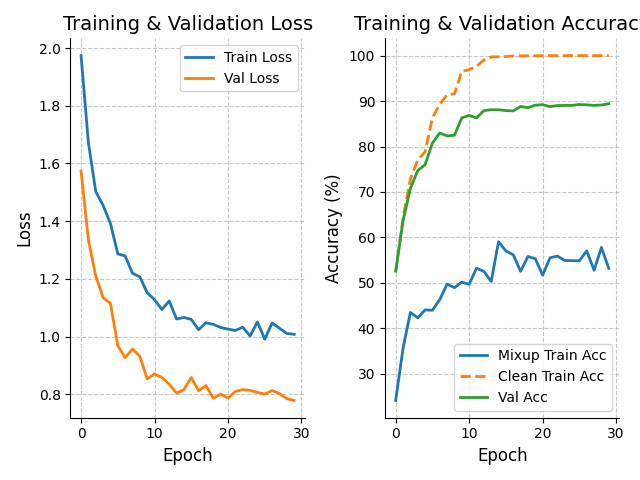 Training & Validation Loss
2.0
1.8
1.6
1.4
1.2
1.0
0.8
Loss
0
10
20
30
Epoch
Train Loss
Val Loss
Training & Validation Accurac
100
90
80
70
60
50
40
30
Accuracy (%)
0
10
20
30
Epoch
Mixup Train Acc
Clean Train Acc
Val Acc